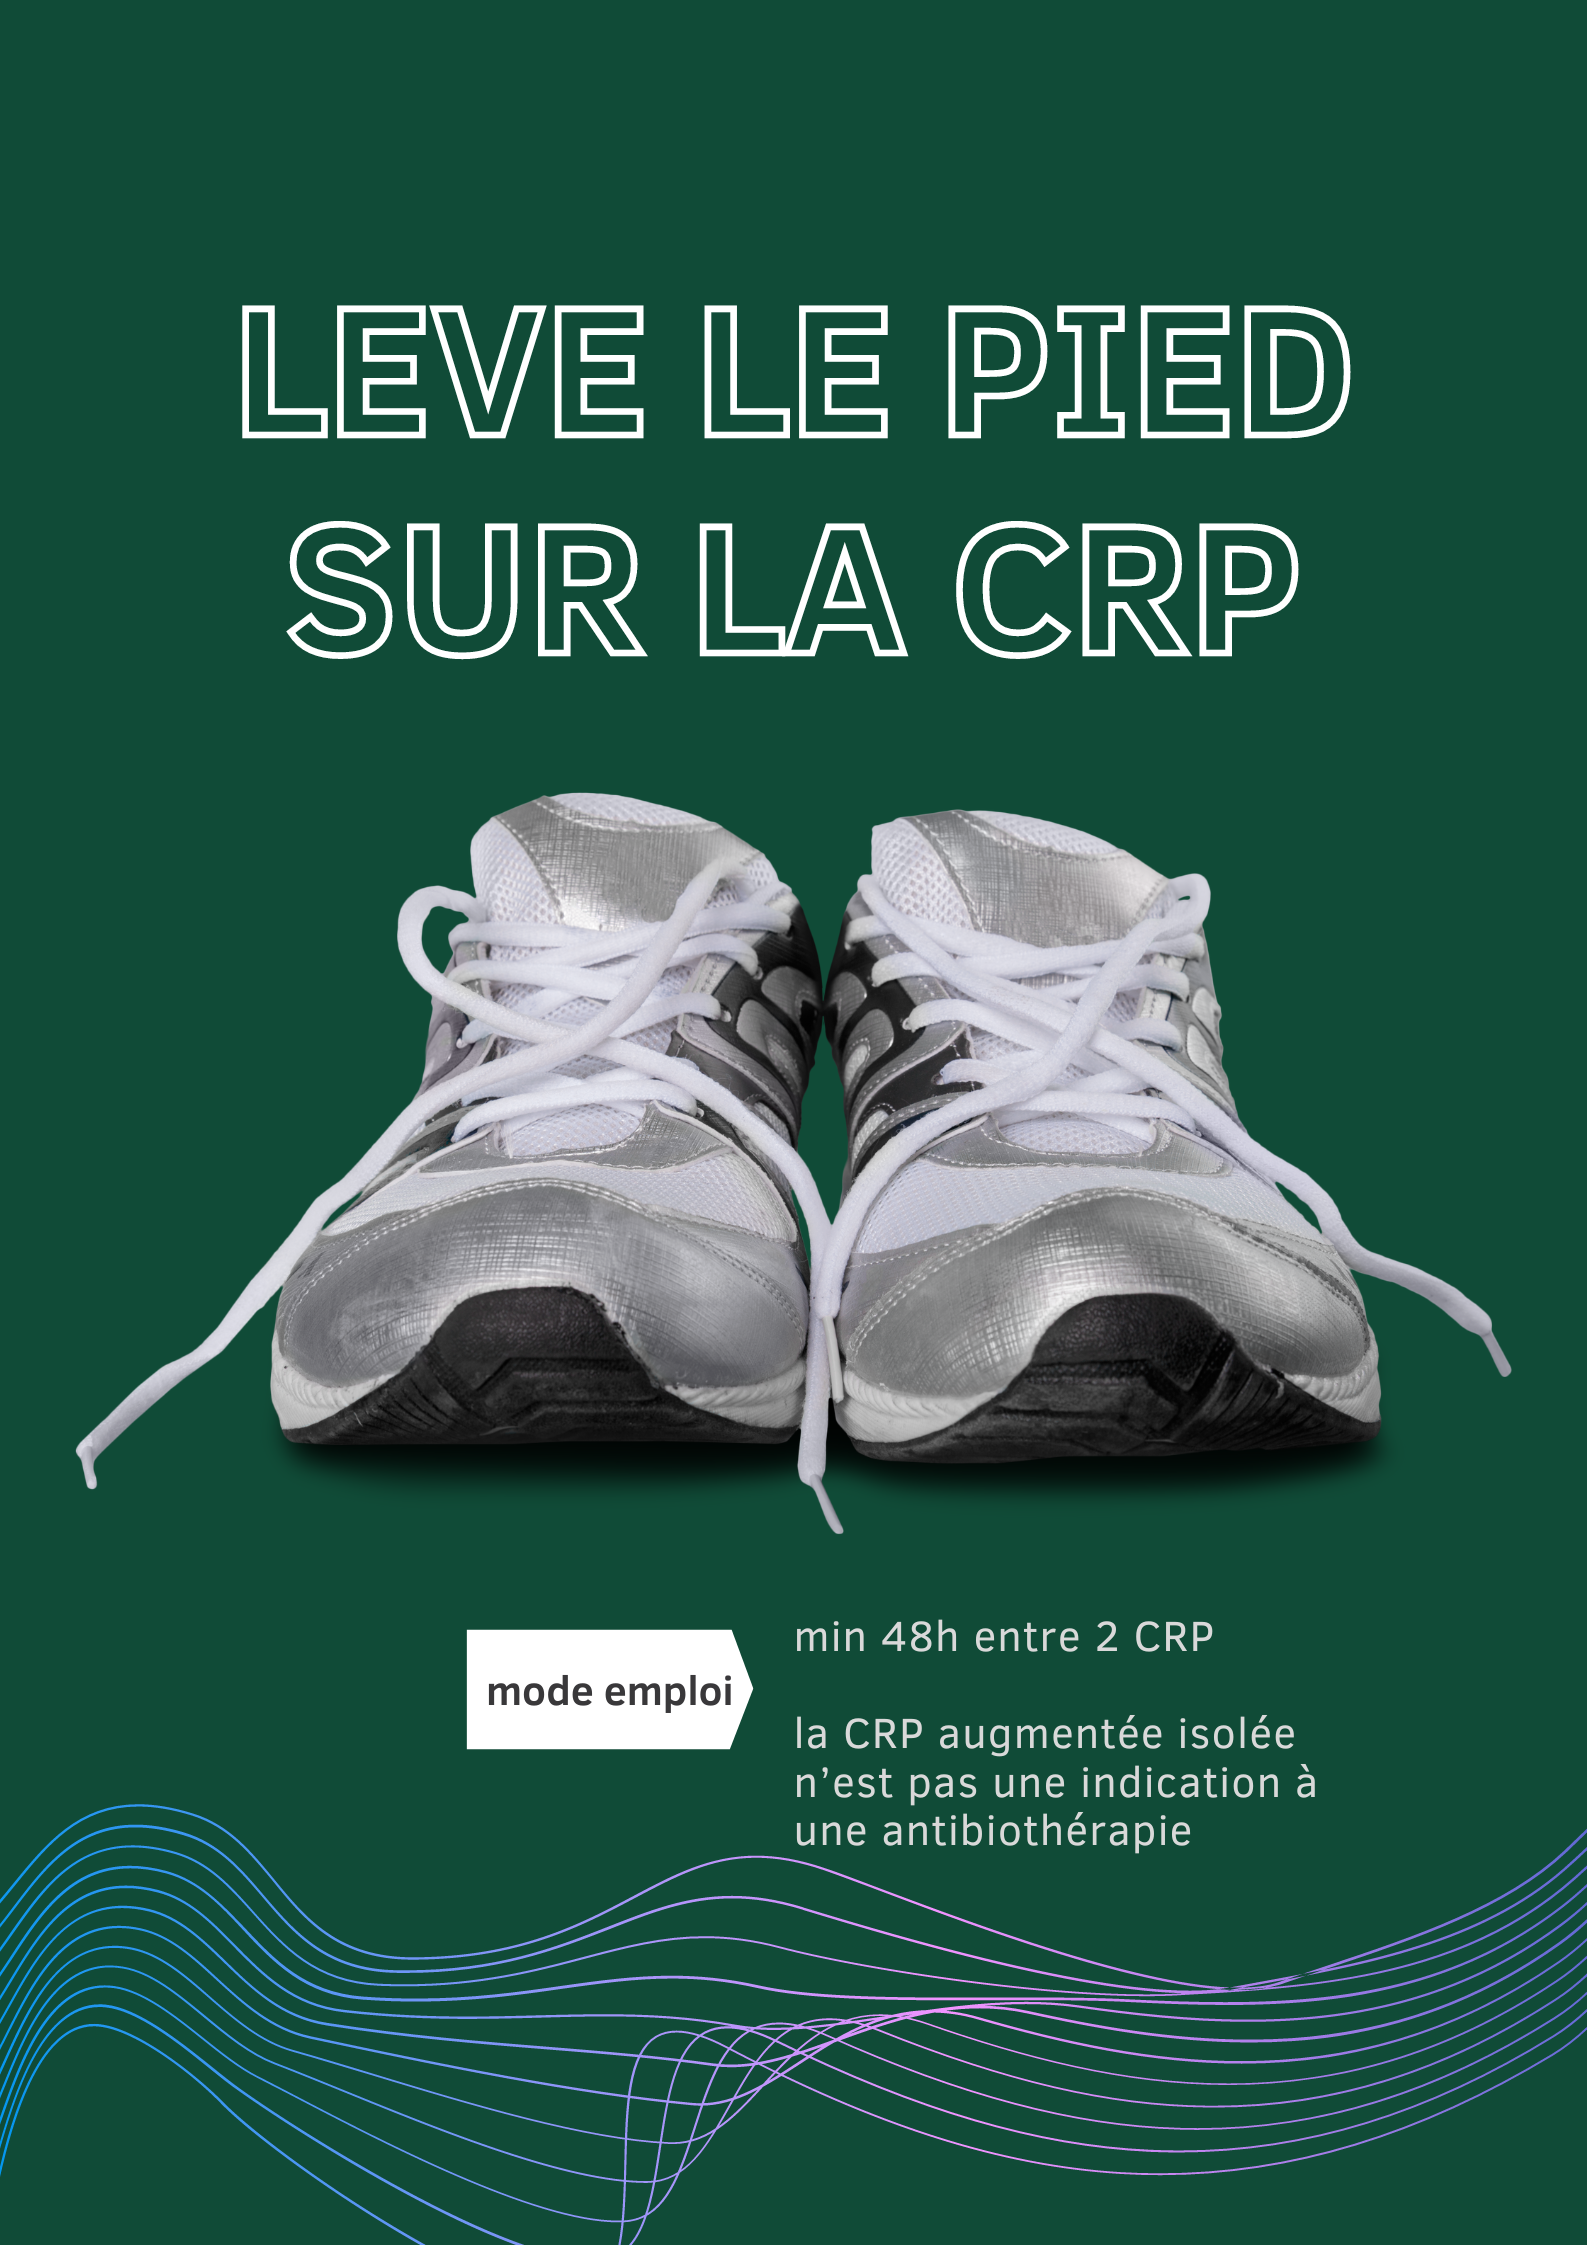 LEVE LE PIED
SUR LA CRP
mode emploi
min 48h entre 2 CRP
la CRP augmentée isolée
n’est pas une indication à
une antibiothérapie